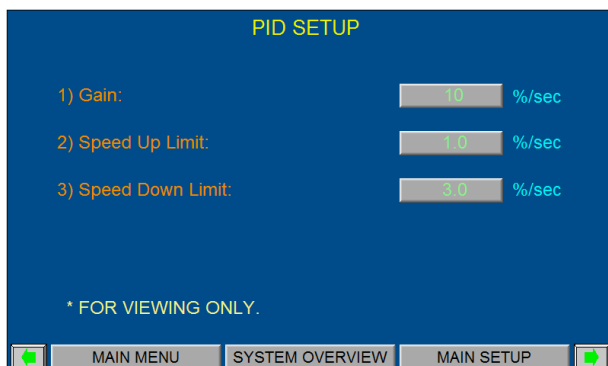 PID SETUP
1) Gain: 10 %/sec
2) Speed Up Limit: 1.0 %/sec
3) Speed Down Limit: 3.0 %/sec
* FOR VIEWING ONLY.
MAIN MENU SYSTEM OVERVIEW MAIN SETUP